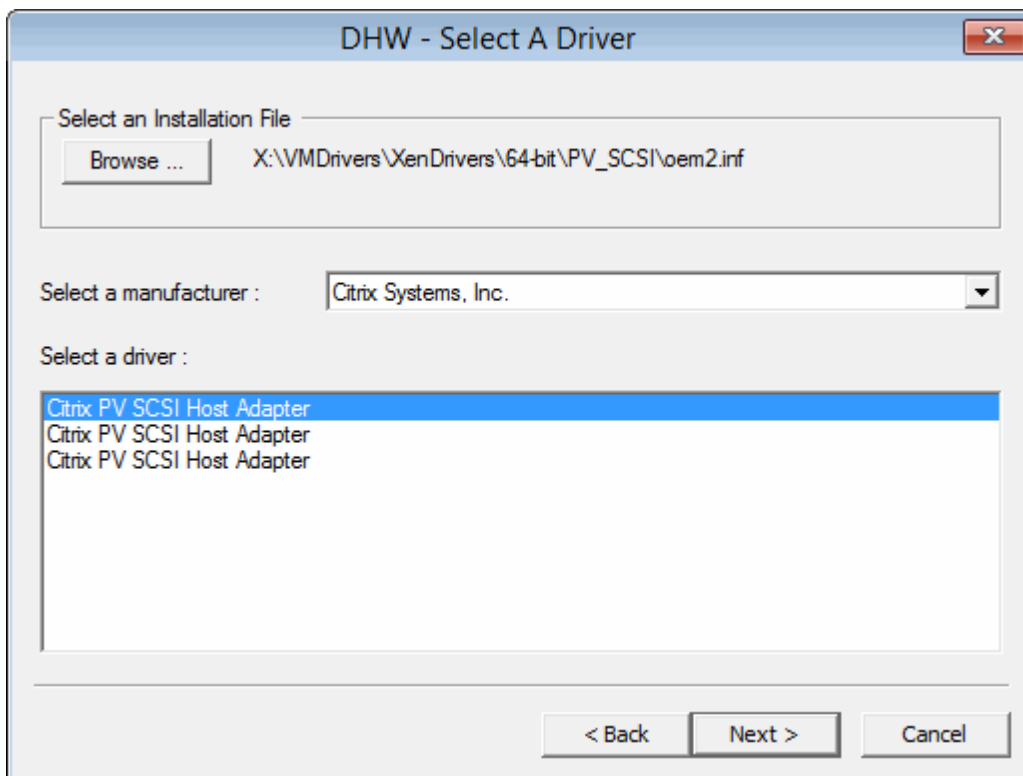 DHW - Select A Driver
Select an Installation File
Browse ... X:\VMDrivers\XenDrivers\64-bit\PV_SCSI\oem2.inf
Select a manufacturer : Citrix Systems, Inc.
Select a driver :
Citrix PV SCSI Host Adapter
Citrix PV SCSI Host Adapter
Citrix PV SCSI Host Adapter
< Back Next > Cancel